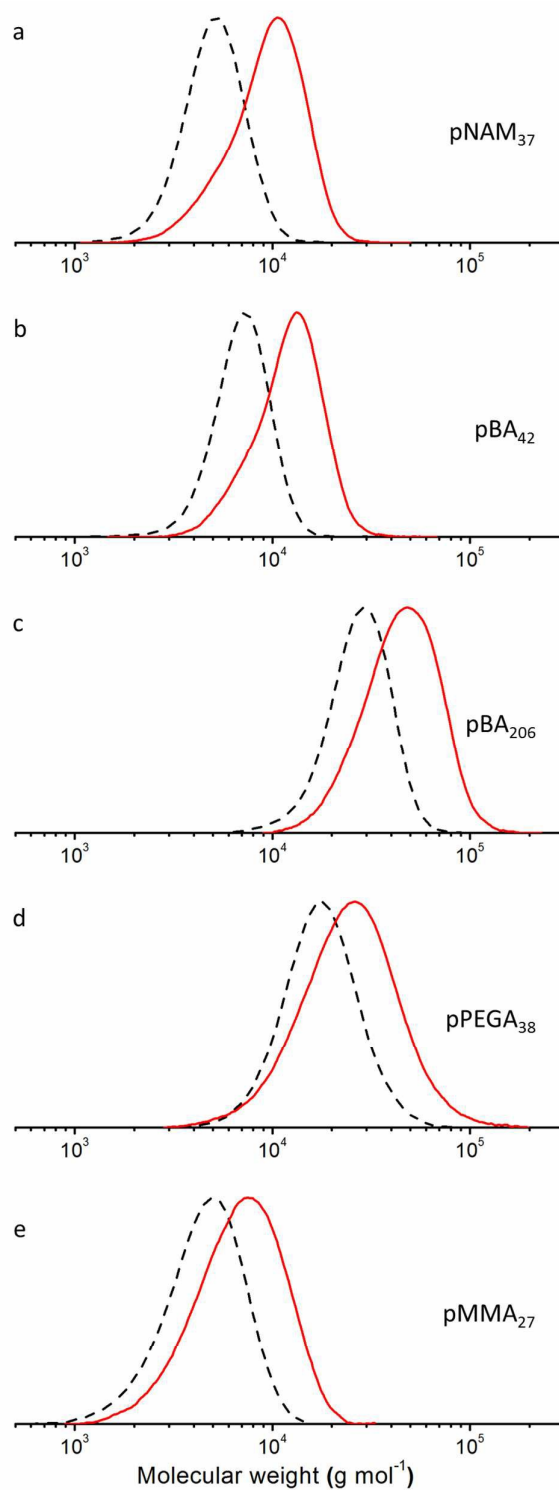 a
pNAM₃₇
10³ 10⁴ 10⁵
b
pBA₄₂
10³ 10⁴ 10⁵
c
pBA₂₀₆
10³ 10⁴ 10⁵
d
pPEGA₃₈
10³ 10⁴ 10⁵
e
pMMA₂₇
10³ 10⁴ 10⁵
Molecular weight (g mol⁻¹)